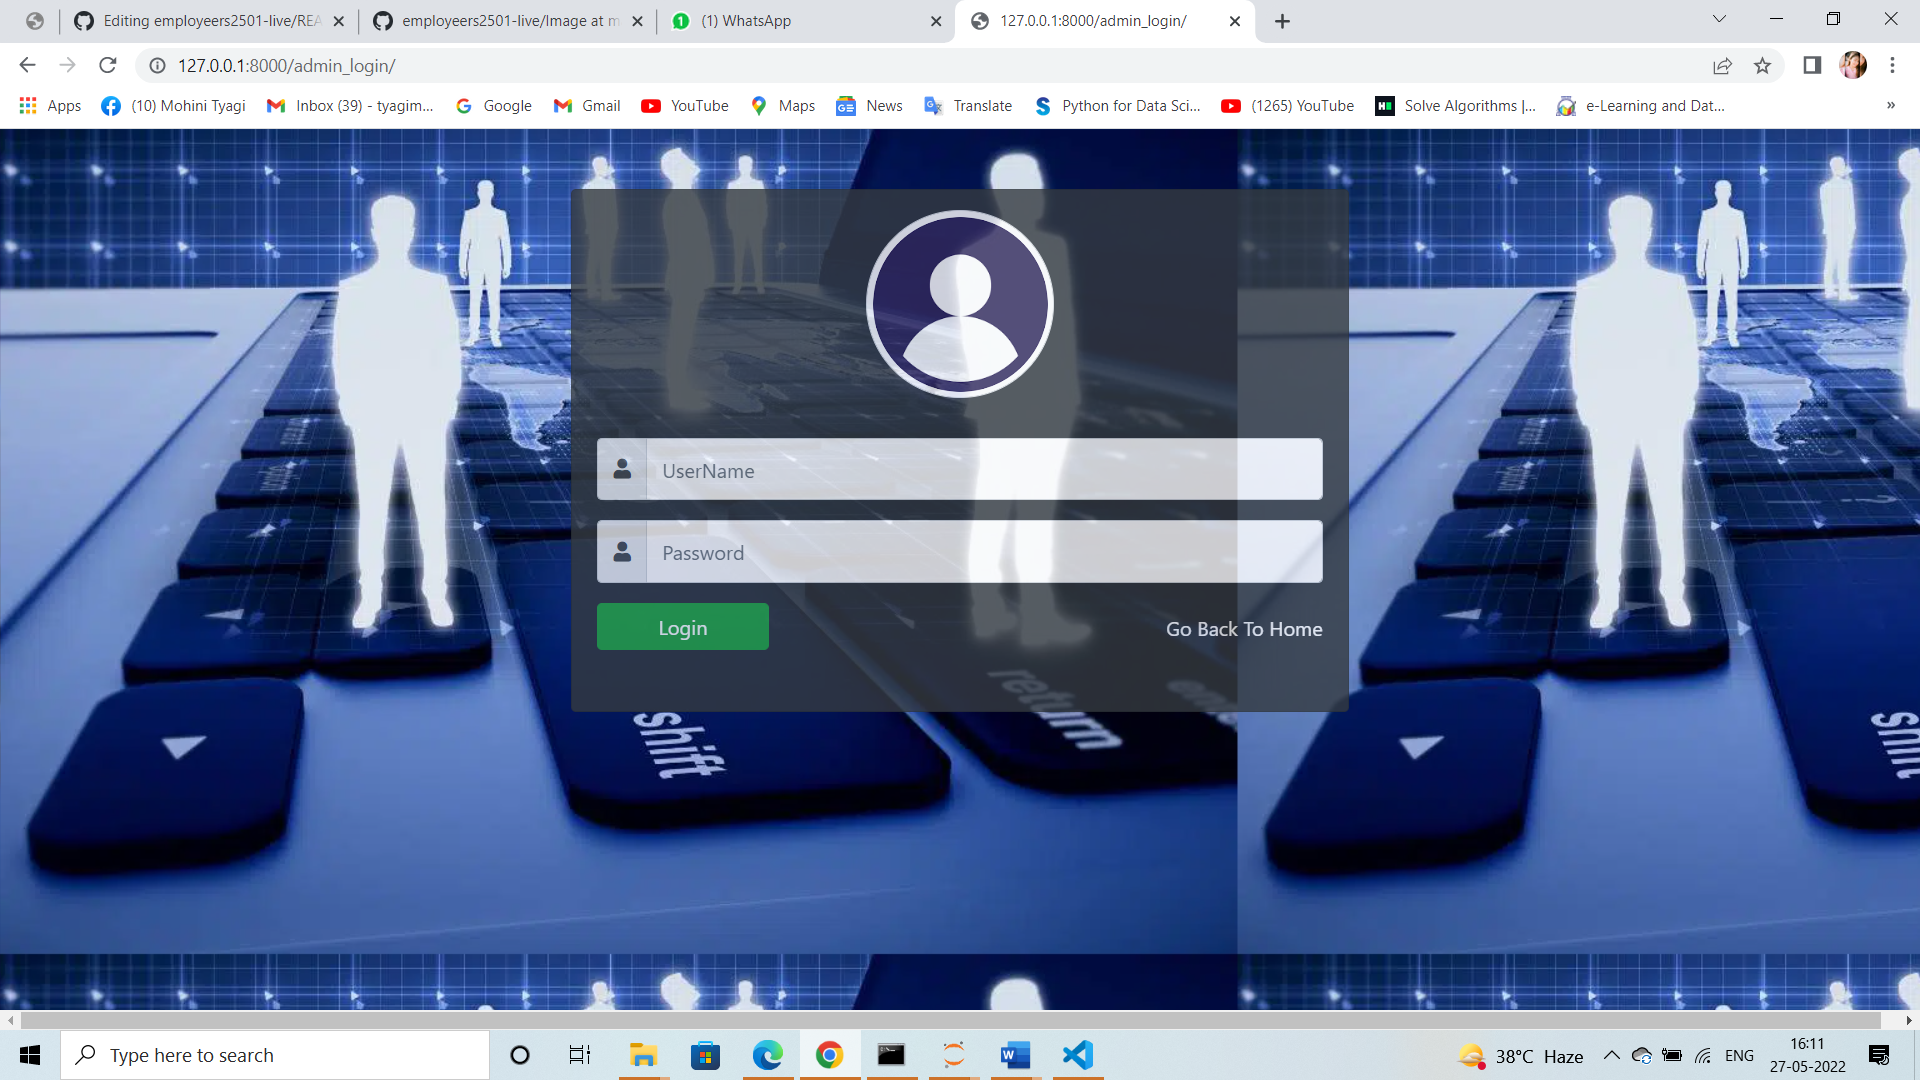 Editing employeers2501-live/REA
employeers2501-live/Image at m
1
(1) WhatsApp
127.0.0.1:8000/admin_login/
127.0.0.1:8000/admin_login/
Apps
(10) Mohini Tyagi
Inbox (39) - tyagim...
Google
Gmail
YouTube
Maps
News
Translate
Python for Data Sci...
(1265) YouTube
Solve Algorithms |...
e-Learning and Dat...
»
UserName
Password
Login
Go Back To Home
shift
return
shift
Type here to search
38°C Haze
ENG
16:11
27-05-2022